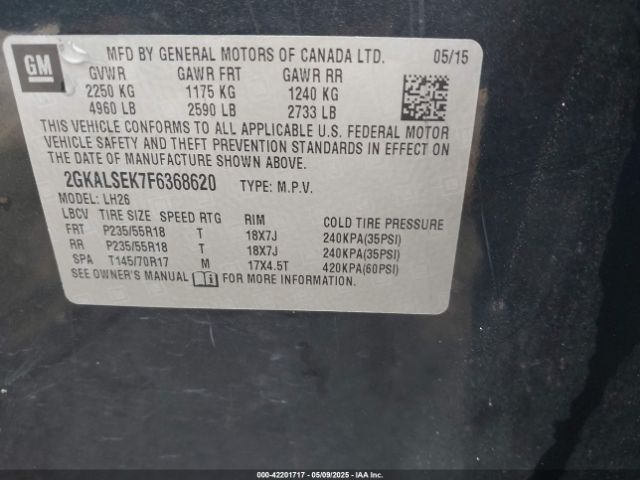 GM
MFD BY GENERAL MOTORS OF CANADA LTD. 05/15
GVWR GAWR FRT GAWR RR
2250 KG 1175 KG 1240 KG
4960 LB 2590 LB 2733 LB
THIS VEHICLE CONFORMS TO ALL APPLICABLE U.S. FEDERAL MOTOR
VEHICLE SAFETY AND THEFT PREVENTION STANDARDS IN EFFECT ON
DATE OF MANUFACTURE SHOWN ABOVE.
2GKALSEK7F6368620 TYPE: M.P.V.
MODEL: LH26
LBCV TIRE SIZE SPEED RTG RIM COLD TIRE PRESSURE
FRT P235/55R18 T 18X7J 240KPA(35PSI)
RR P235/55R18 T 18X7J 240KPA(35PSI)
SPA T145/70R17 M 17X4.5T 420KPA(60PSI)
SEE OWNER'S MANUAL FOR MORE INFORMATION.
000-42201717 — 05/09/2025 — IAAI.COM